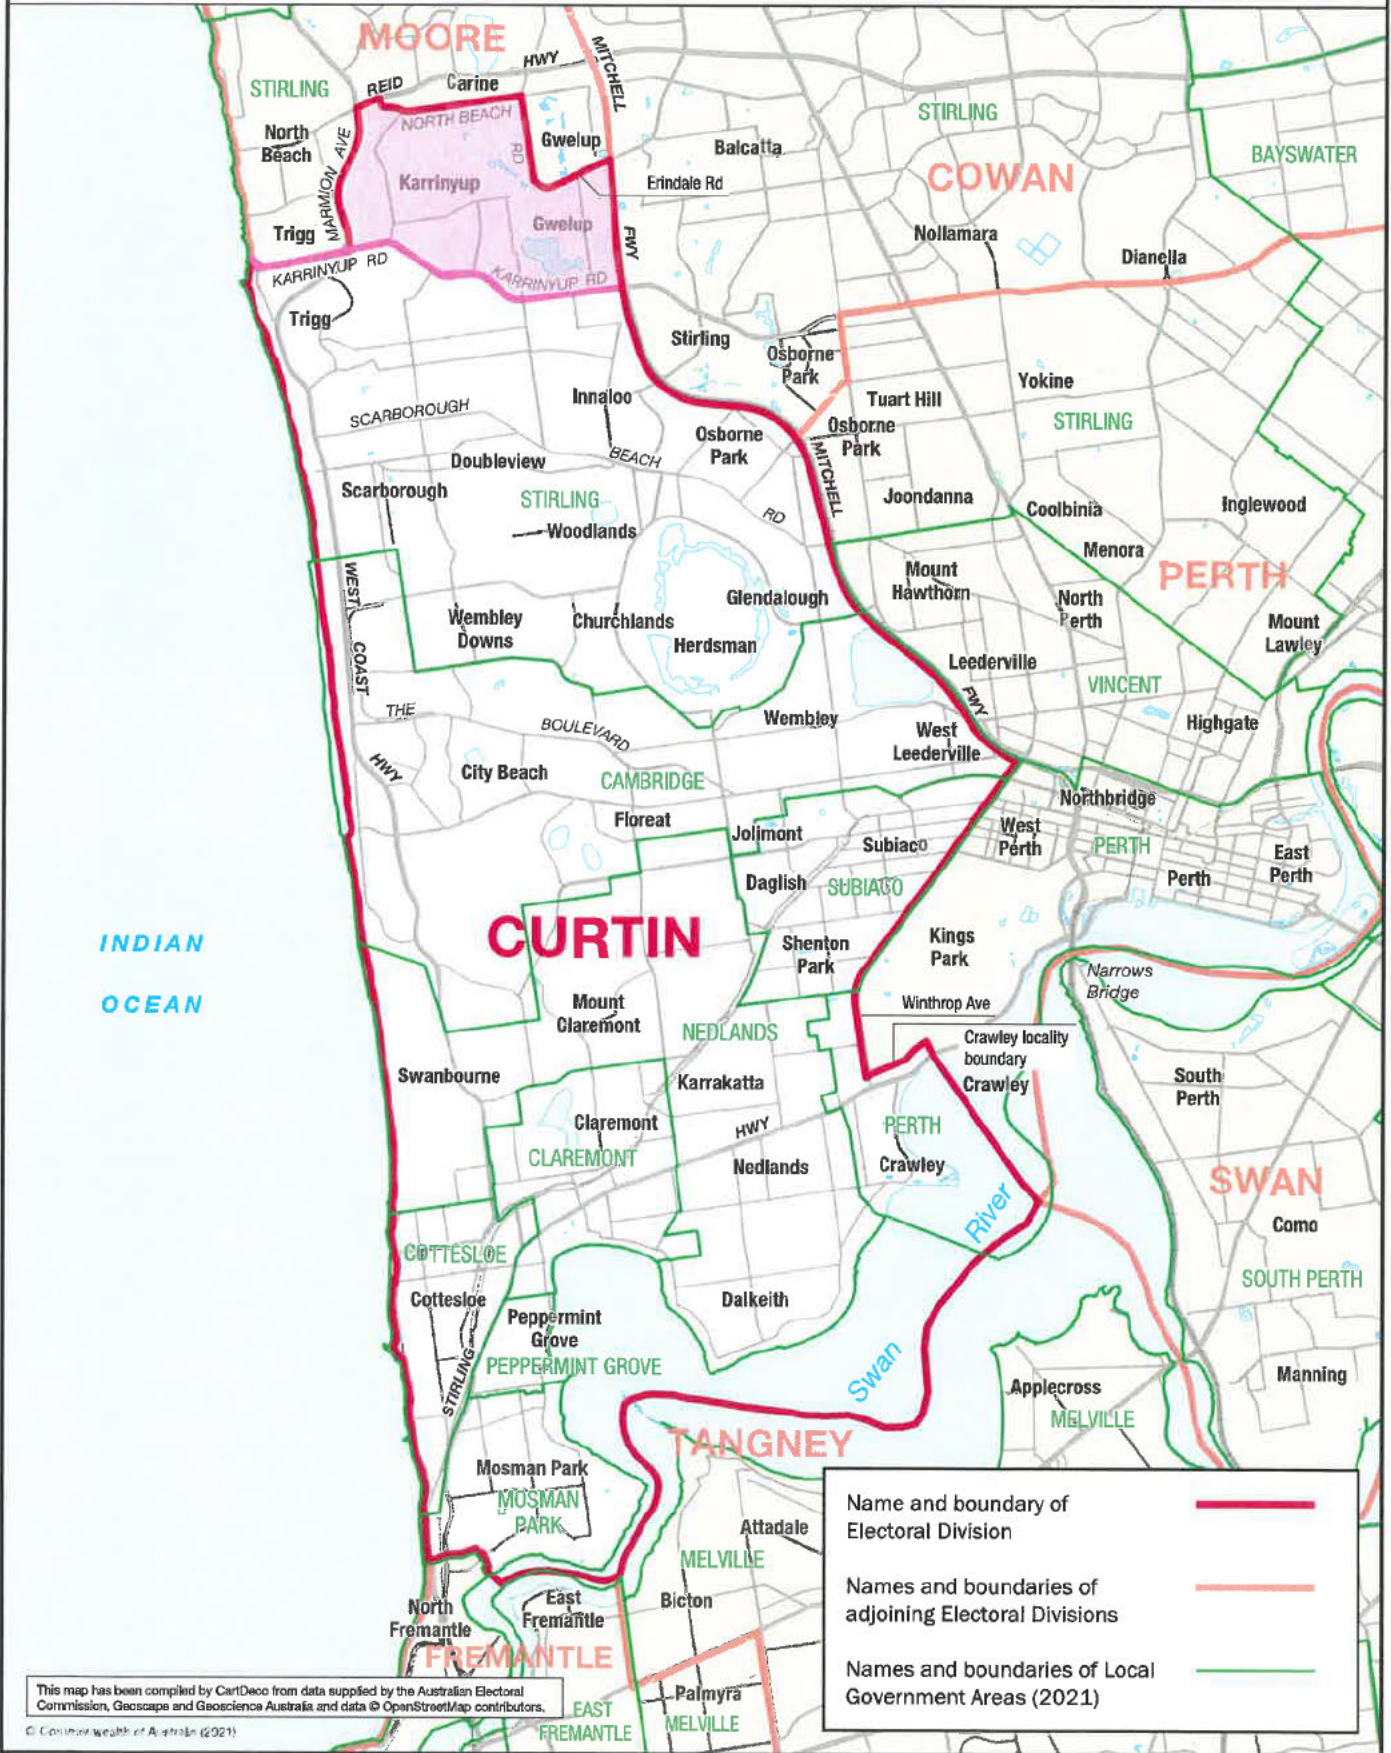 MOORE
HWY
MITCHELL
STIRLING
REID
Carine
NORTH BEACH
RD
STIRLING
North
Beach
MARMION AVE
Gwelup
Balcatta
BAYSWATER
COWAN
Karrinyup
Erindale Rd
Gwelup
Trigg
FWY
Nollamara
Dianella
KARRINYUP RD
KARRINYUP RD
Trigg
Stirling
Osborne
Park
Innaloo
Yokine
Tuart Hill
STIRLING
SCARBOROUGH
BEACH
RD
Osborne
Park
Osborne
Park
MITCHELL
Doubleview
Scarborough
STIRLING
Woodlands
Joondanna
Coolbinia
Inglewood
Menora
PERTH
WEST
COAST
HWY
Mount
Hawthorn
North
Perth
Glendalough
Wembley
Downs
Churchlands
Herdsman
Mount
Lawley
Leederville
VINCENT
FWY
THE
BOULEVARD
Wembley
West
Leederville
Highgate
City Beach
CAMBRIDGE
Northbridge
Floreat
Jolimont
Subiaco
West
Perth
PERTH
East
Perth
Perth
Daglish
SUBIACO
CURTIN
INDIAN
OCEAN
Shenton
Park
Kings
Park
Narrows
Bridge
Winthrop Ave
Mount
Claremont
NEDLANDS
Crawley locality
boundary
Crawley
Swanbourne
Karrakatta
South
Perth
Claremont
HWY
PERTH
CLAREMONT
Nedlands
Crawley
SWAN
River
Como
COTTESLOE
SOUTH PERTH
Cottesloe
Dalkeith
Peppermint
Grove
PEPPERMINT GROVE
STIRLING
Swan
Manning
Applecross
MELVILLE
TANGNEY
Mosman Park
MOSMAN
PARK
Attadale
MELVILLE
Bicton
North
Fremantle
East
Fremantle
FREMANTLE
Palmyra
EAST
FREMANTLE
MELVILLE
Name and boundary of
Electoral Division
Names and boundaries of
adjoining Electoral Divisions
Names and boundaries of Local
Government Areas (2021)
This map has been compiled by CartDeco from data supplied by the Australian Electoral
Commission, Geoscape and Geoscience Australia and data © OpenStreetMap contributors.
© Commonwealth of Australia (2021)